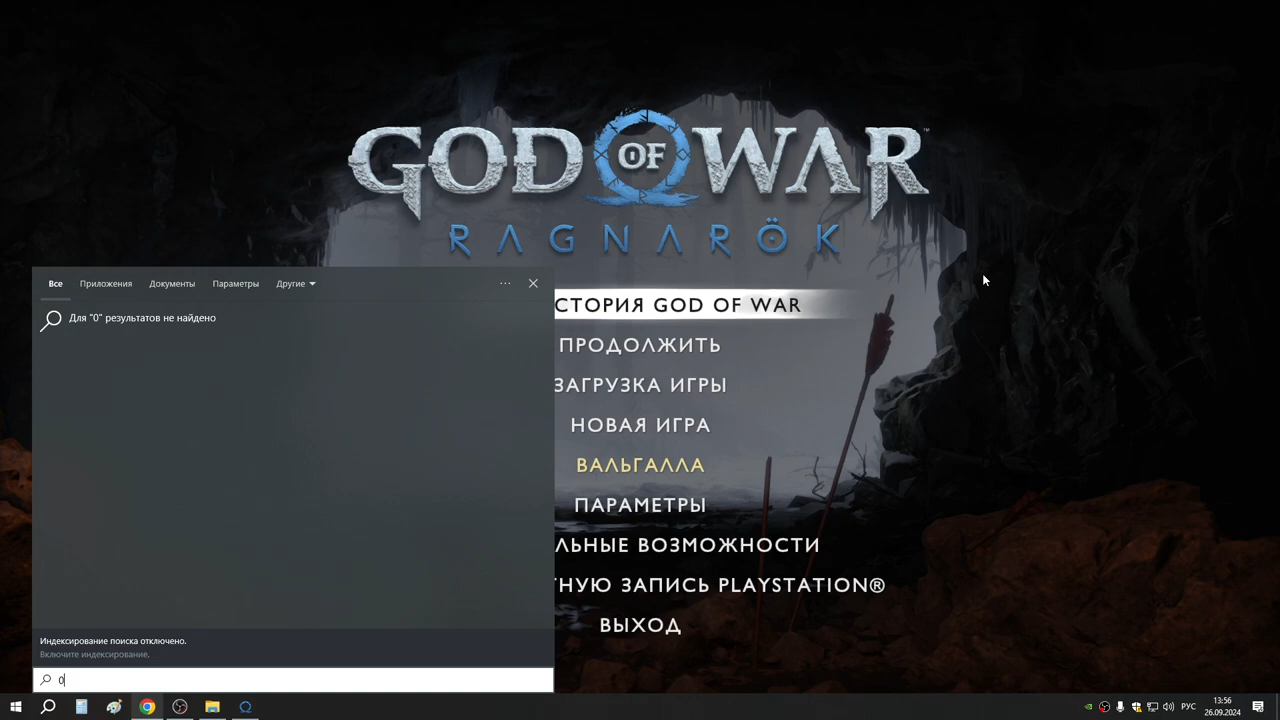 GOD OF WAR™
RAGNARÖK
Все Приложения Документы Параметры Другие
Для "0" результатов не найдено
СТОРИЯ GOD OF WAR
ПРОДОЛЖИТЬ
ЗАГРУЗКА ИГРЫ
НОВАЯ ИГРА
ВАЛЬГАЛЛА
ПАРАМЕТРЫ
ЛЬНЫЕ ВОЗМОЖНОСТИ
ТНУЮ ЗАПИСЬ PLAYSTATION®
ВЫХОД
Индексирование поиска отключено.
Включите индексирование.
0
РУС
13:56
26.09.2024